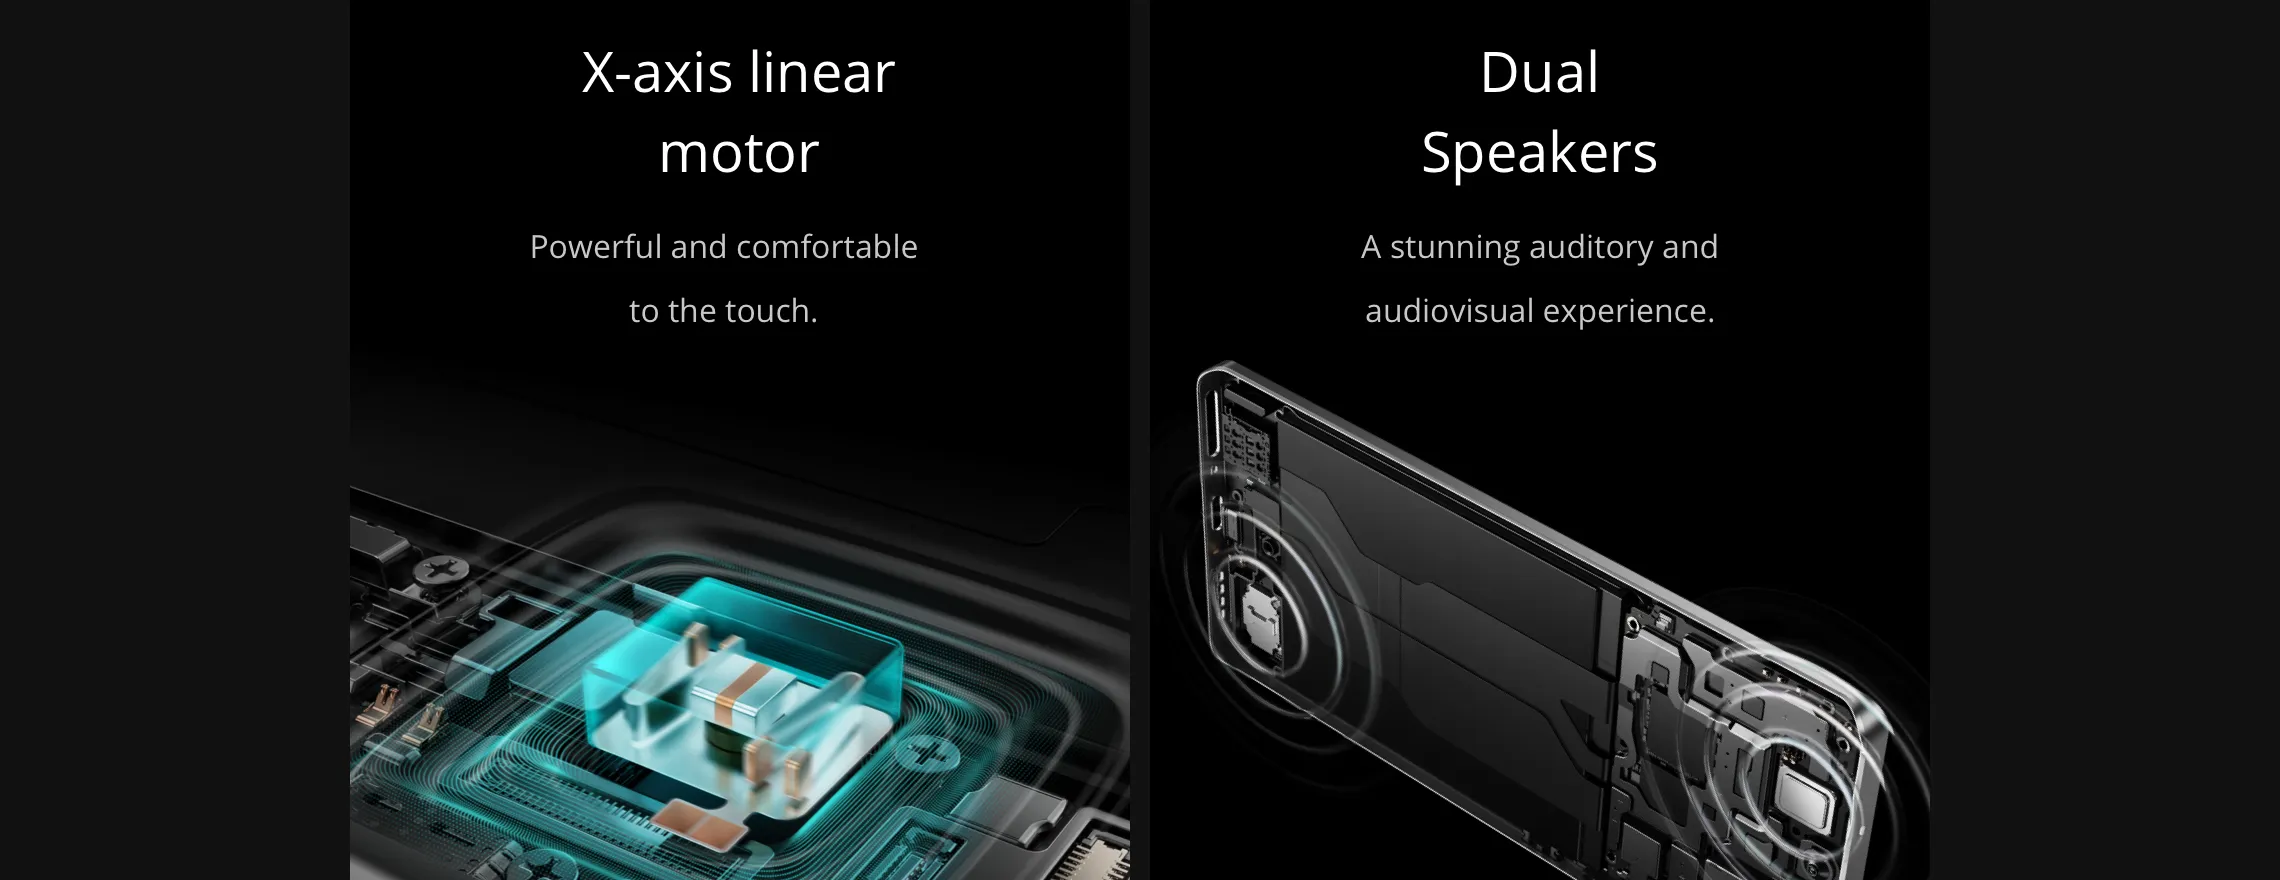 X-axis linear
motor
Powerful and comfortable
to the touch.
Dual
Speakers
A stunning auditory and
audiovisual experience.